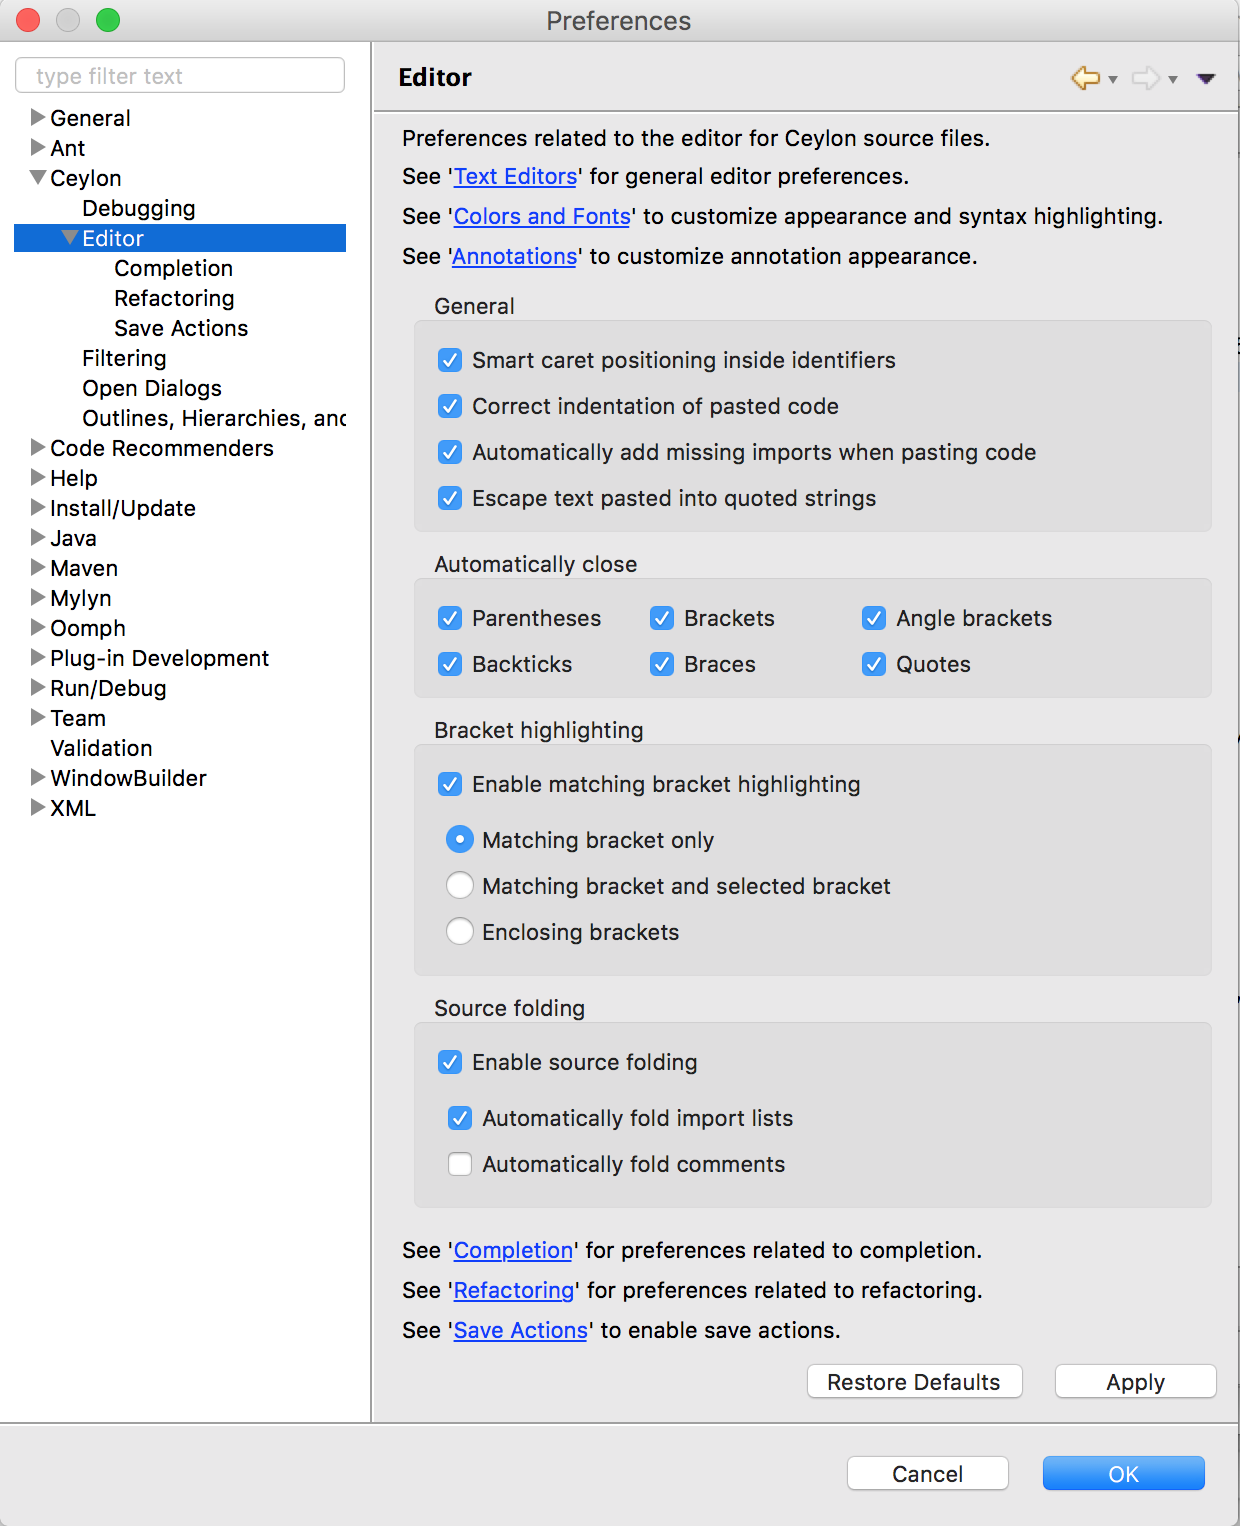 Preferences
type filter text
General
Ant
Ceylon
Debugging
Editor
Completion
Refactoring
Save Actions
Filtering
Open Dialogs
Outlines, Hierarchies, and
Code Recommenders
Help
Install/Update
Java
Maven
Mylyn
Oomph
Plug-in Development
Run/Debug
Team
Validation
WindowBuilder
XML
Editor
Preferences related to the editor for Ceylon source files.
See 'Text Editors' for general editor preferences.
See 'Colors and Fonts' to customize appearance and syntax highlighting.
See 'Annotations' to customize annotation appearance.
General
Smart caret positioning inside identifiers
Correct indentation of pasted code
Automatically add missing imports when pasting code
Escape text pasted into quoted strings
Automatically close
Parentheses Brackets Angle brackets
Backticks Braces Quotes
Bracket highlighting
Enable matching bracket highlighting
Matching bracket only
Matching bracket and selected bracket
Enclosing brackets
Source folding
Enable source folding
Automatically fold import lists
Automatically fold comments
See 'Completion' for preferences related to completion.
See 'Refactoring' for preferences related to refactoring.
See 'Save Actions' to enable save actions.
Restore Defaults Apply
Cancel OK